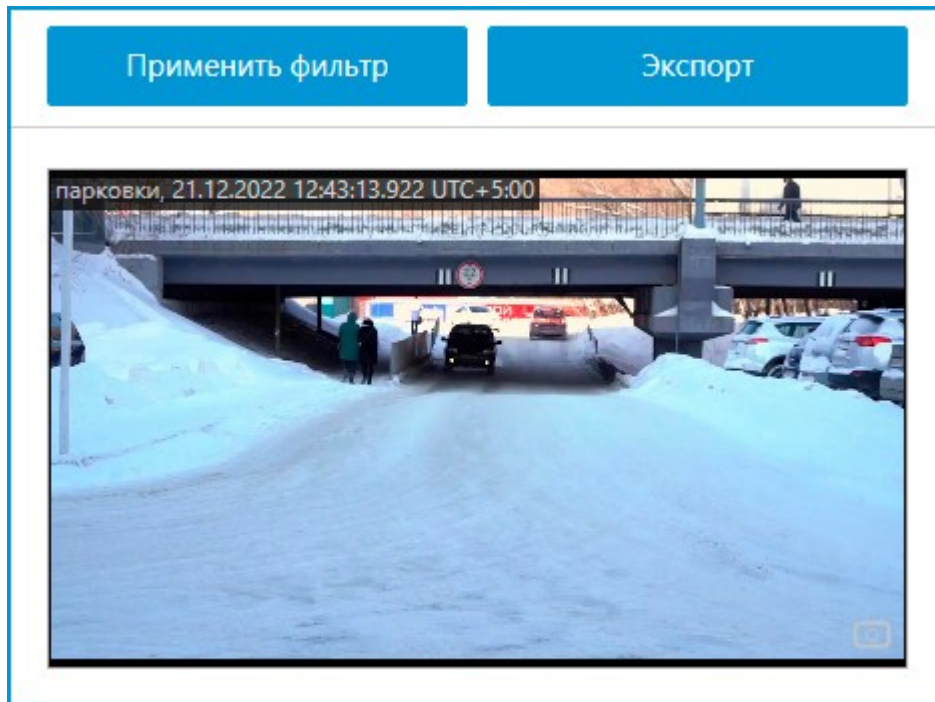 Применить фильтр
Экспорт
парковки, 21.12.2022 12:43:13.922 UTC+5:00